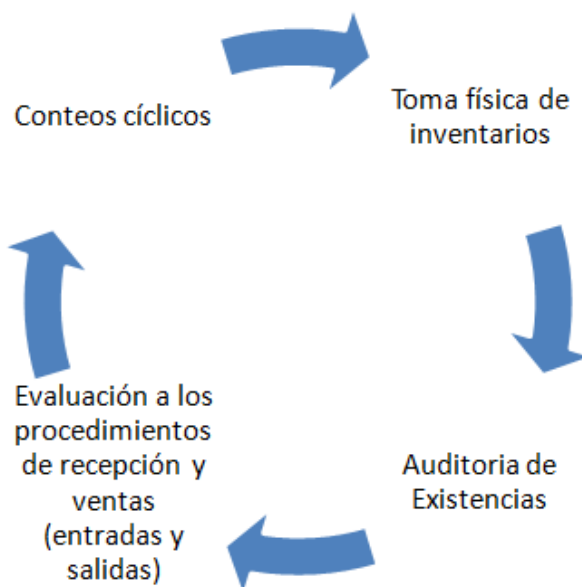 Conteos cíclicos
Toma física de
inventarios
Auditoria de
Existencias
Evaluación a los
procedimientos
de recepción y
ventas
(entradas y
salidas)